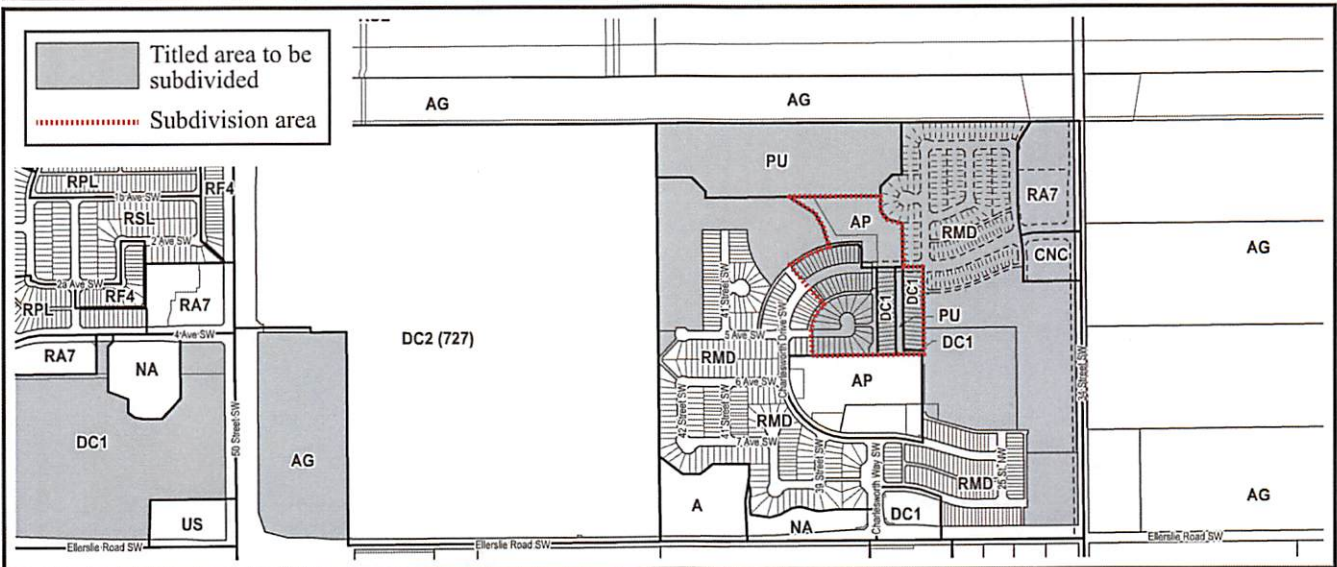 Titled area to be
subdivided
Subdivision area
AG
AG
PU
RPL
RF4
1b Ave SW
RSL
2 Ave SW
2a Ave SW
RF4
RPL
RA7
4 Ave SW
RA7
NA
DC1
50 Street SW
US
AG
Ellerslie Road SW
DC2 (727)
Ellerslie Road SW
AP
RMD
RA7
CNC
AG
41 Street SW
5 Ave SW
Charlesworth Drive SW
DC1
DC1
PU
DC1
RMD
AP
6 Ave SW
42 Street SW
41 Street SW
RMD
7 Ave SW
39 Street SW
Charlesworth Way SW
RMD
A
NA
DC1
AG
Ellerslie Road SW